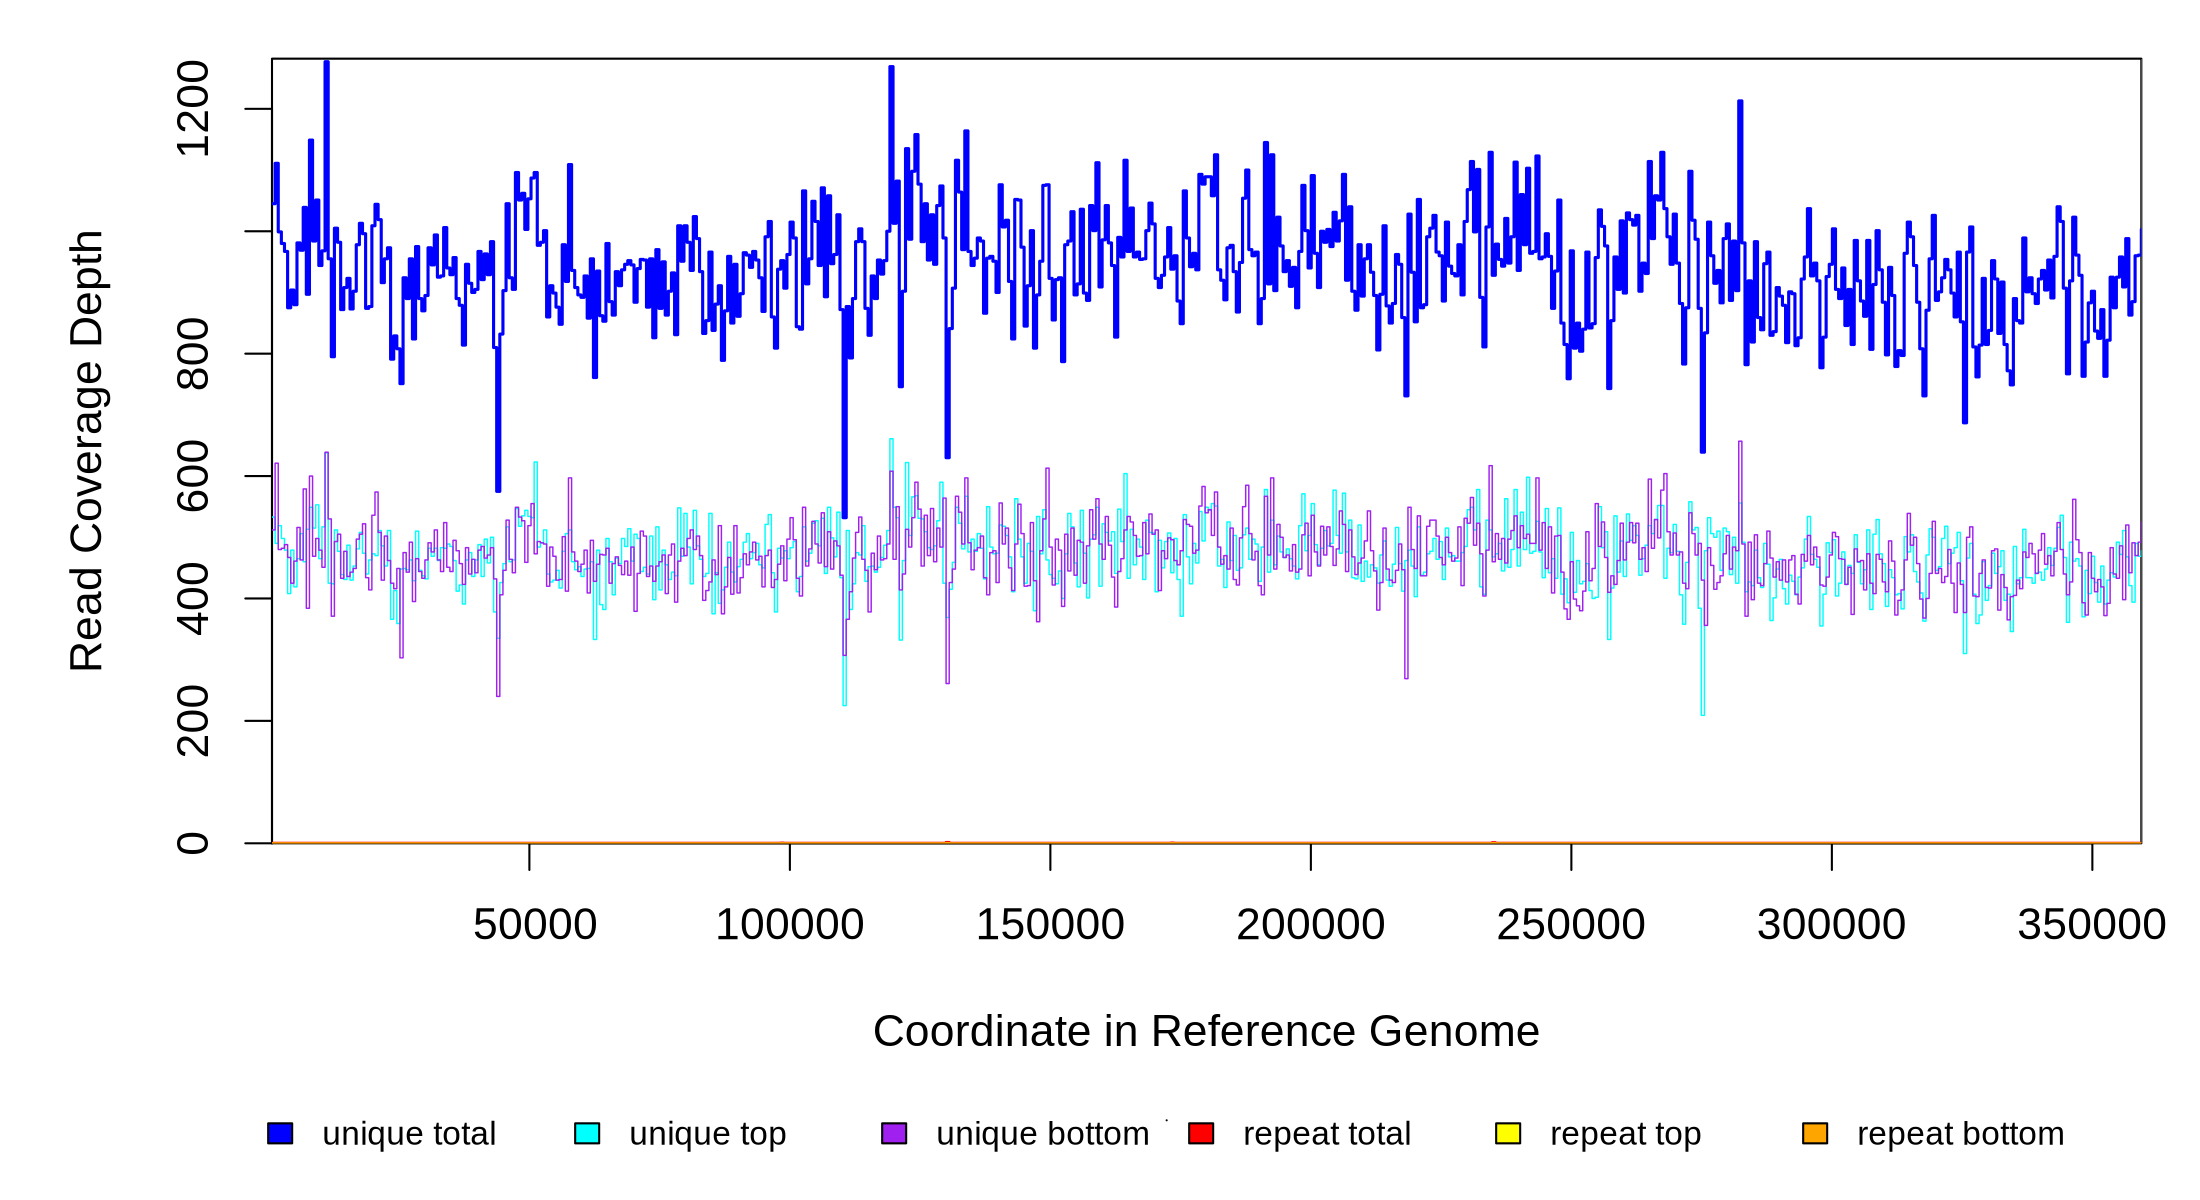 Read Coverage Depth
1200
800
600
400
200
0
50000 100000 150000 200000 250000 300000 350000
Coordinate in Reference Genome
unique total unique top unique bottom repeat total repeat top repeat bottom